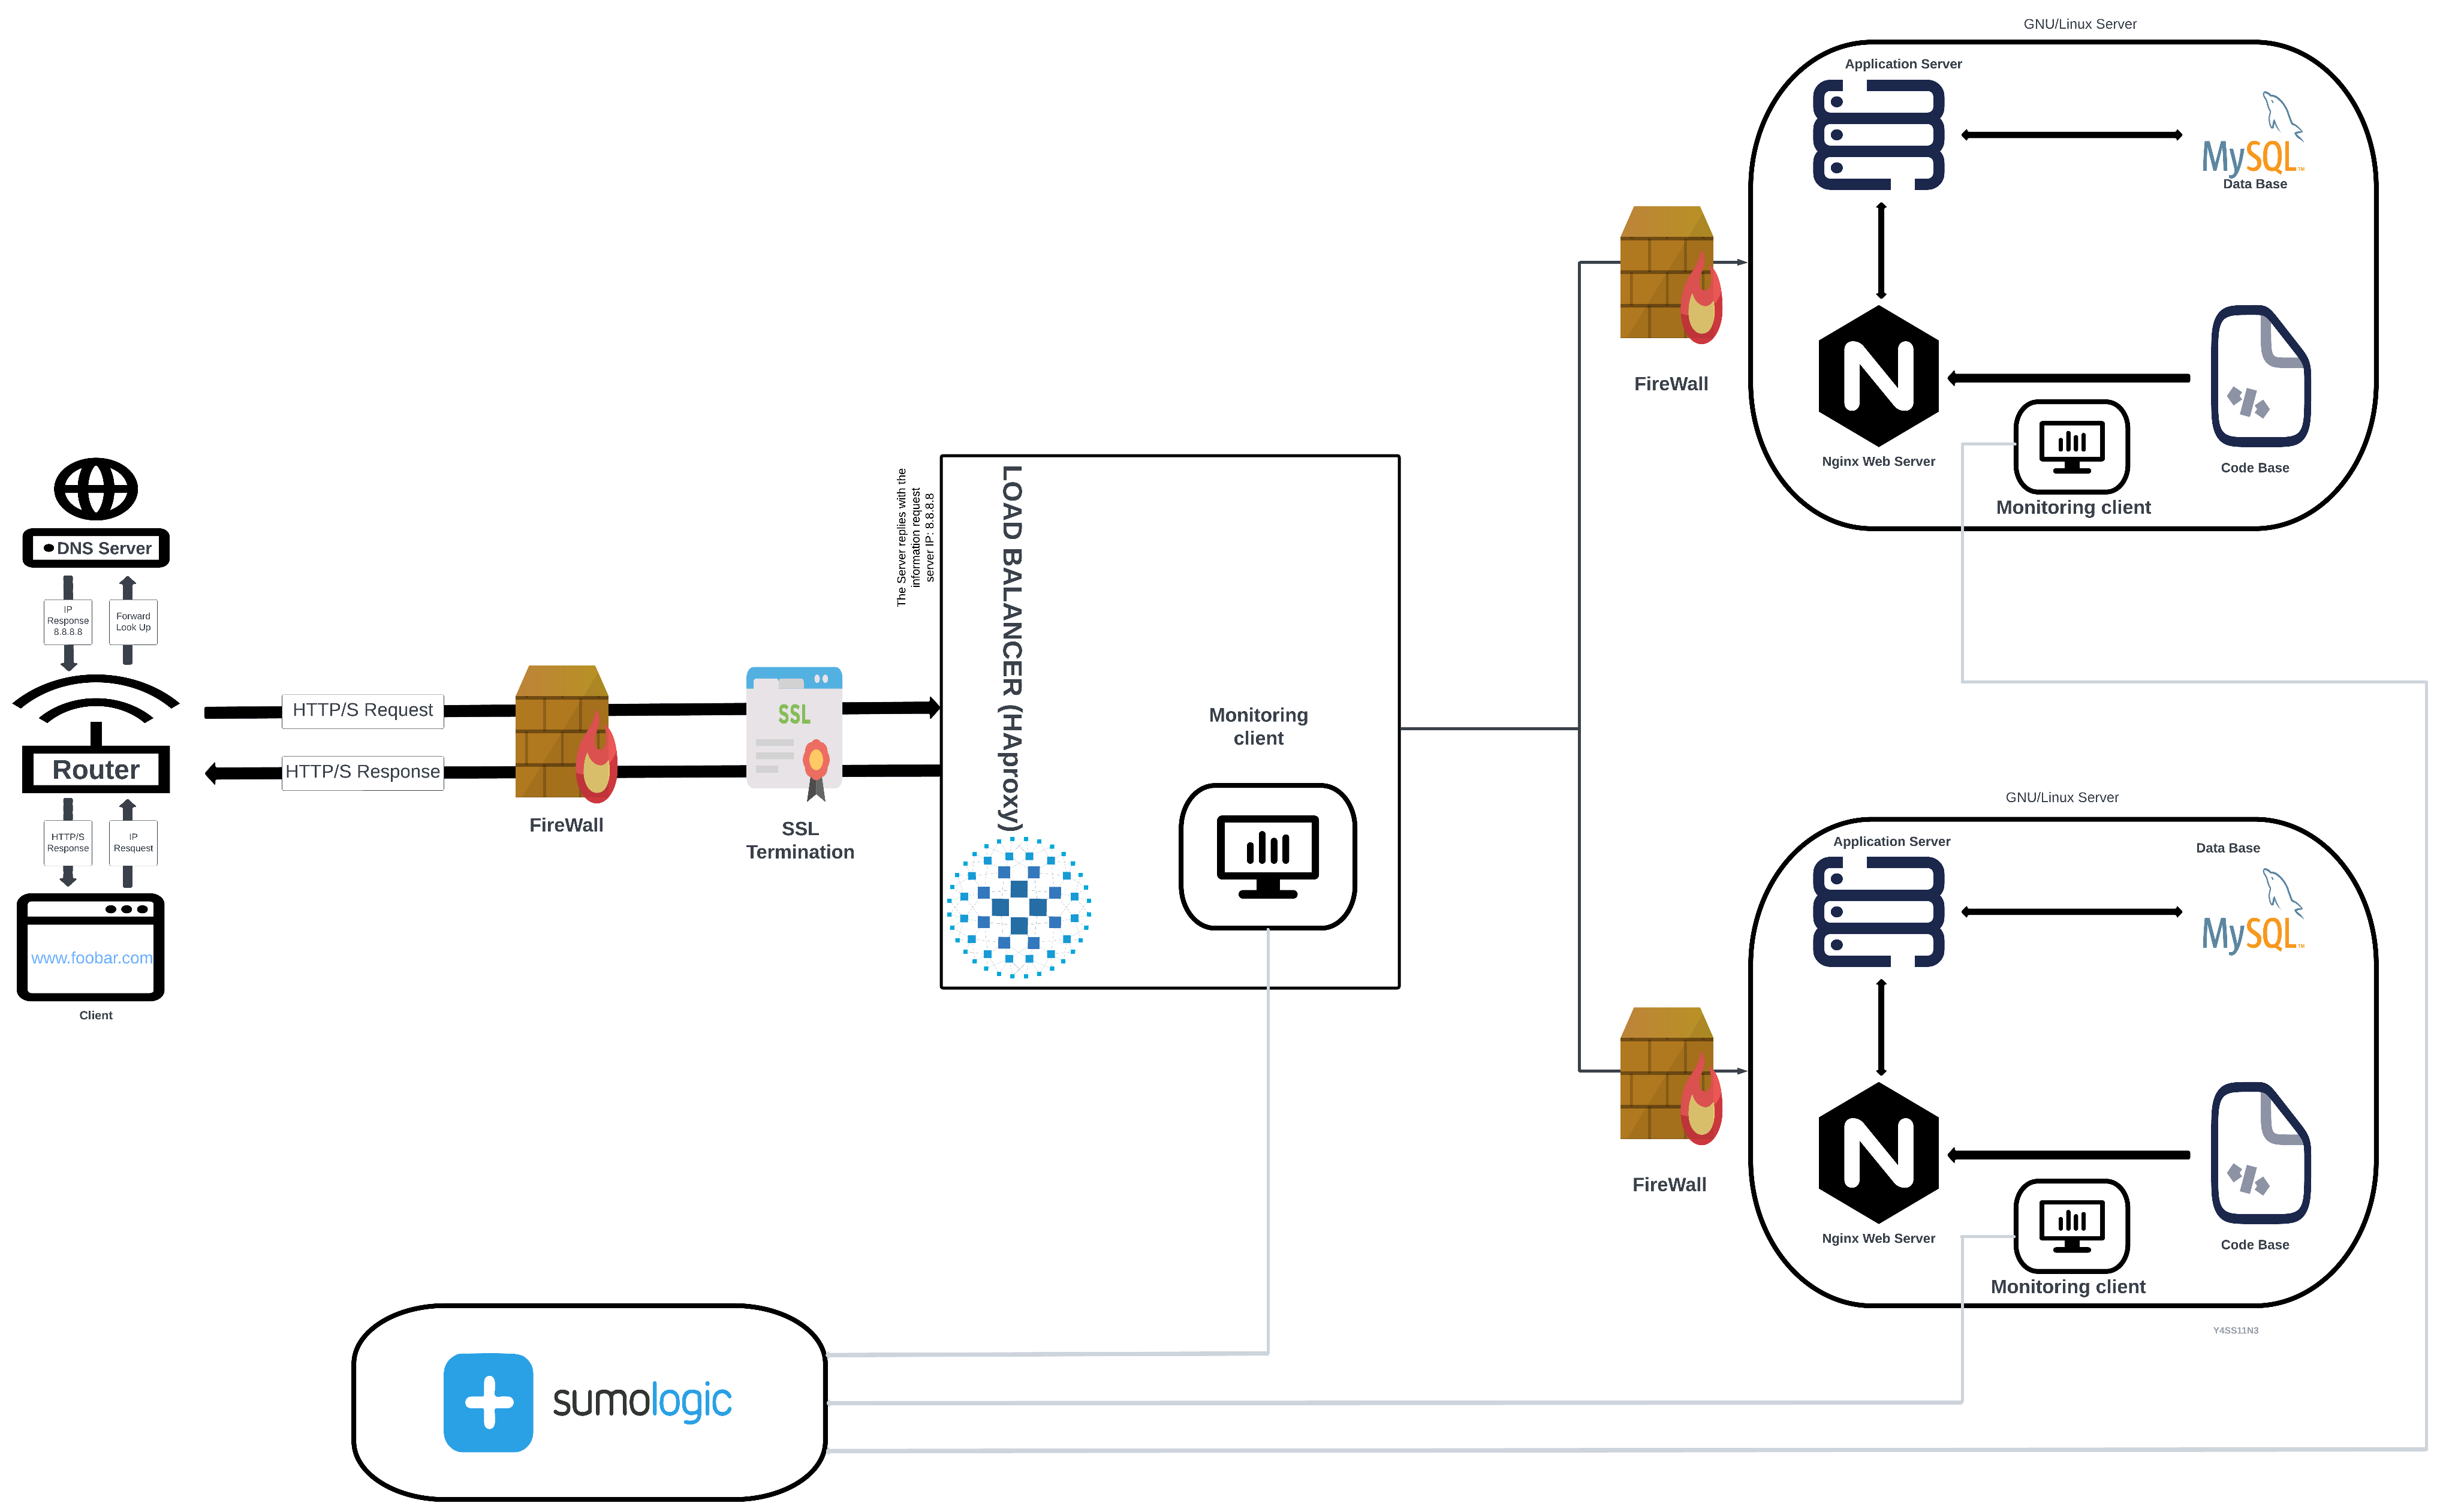 GNU/Linux Server
Application Server
MySQL™
Data Base
FireWall
Nginx Web Server
Code Base
Monitoring client
DNS Server
IP
Response
8.8.8.8
Forward
Look Up
Router
HTTP/S
Response
IP
Resquest
www.foobar.com
Client
HTTP/S Request
HTTP/S Response
FireWall
SSL
SSL
Termination
The Server replies with the
information request
server IP: 8.8.8.8
LOAD BALANCER (HAproxy)
Monitoring
client
GNU/Linux Server
Application Server
Data Base
MySQL™
FireWall
Nginx Web Server
Code Base
Monitoring client
Y4SS11N3
sumologic